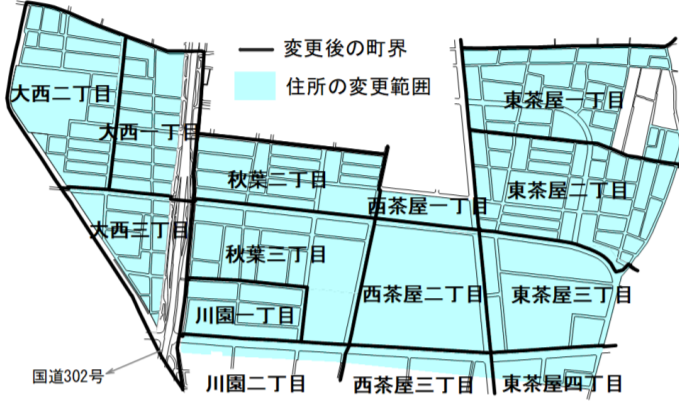 変更後の町界
住所の変更範囲
大西二丁目
大西一丁目
東茶屋一丁目
秋葉二丁目
西茶屋一丁目
東茶屋二丁目
大西三丁目
秋葉三丁目
西茶屋二丁目
東茶屋三丁目
川園一丁目
国道302号
川園二丁目
西茶屋三丁目
東茶屋四丁目